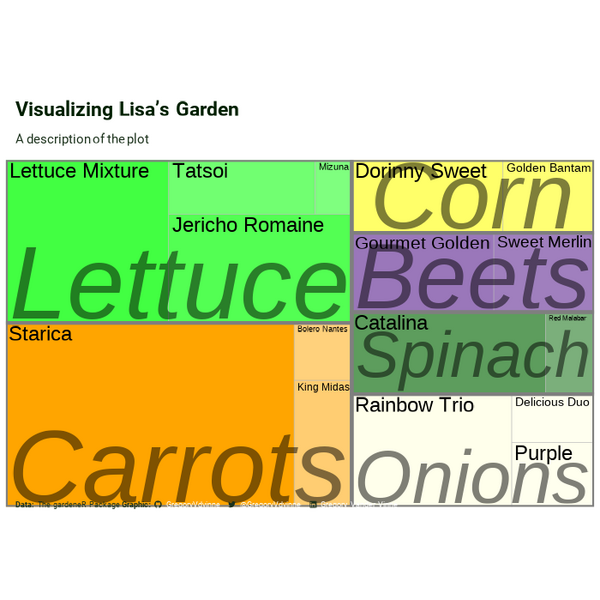 Visualizing Lisa's Garden
A description of the plot
Lettuce Mixture
Tatsoi
Mizuna
Jericho Romaine
Lettuce
Dorinny Sweet
Golden Bantam
Corn
Gourmet Golden
Sweet Merlin
Beets
Catalina
Red Malabar
Spinach
Starica
Bolero Nantes
King Midas
Carrots
Rainbow Trio
Delicious Duo
Purple
Onions
Data: The gardeneR Package Graphic: